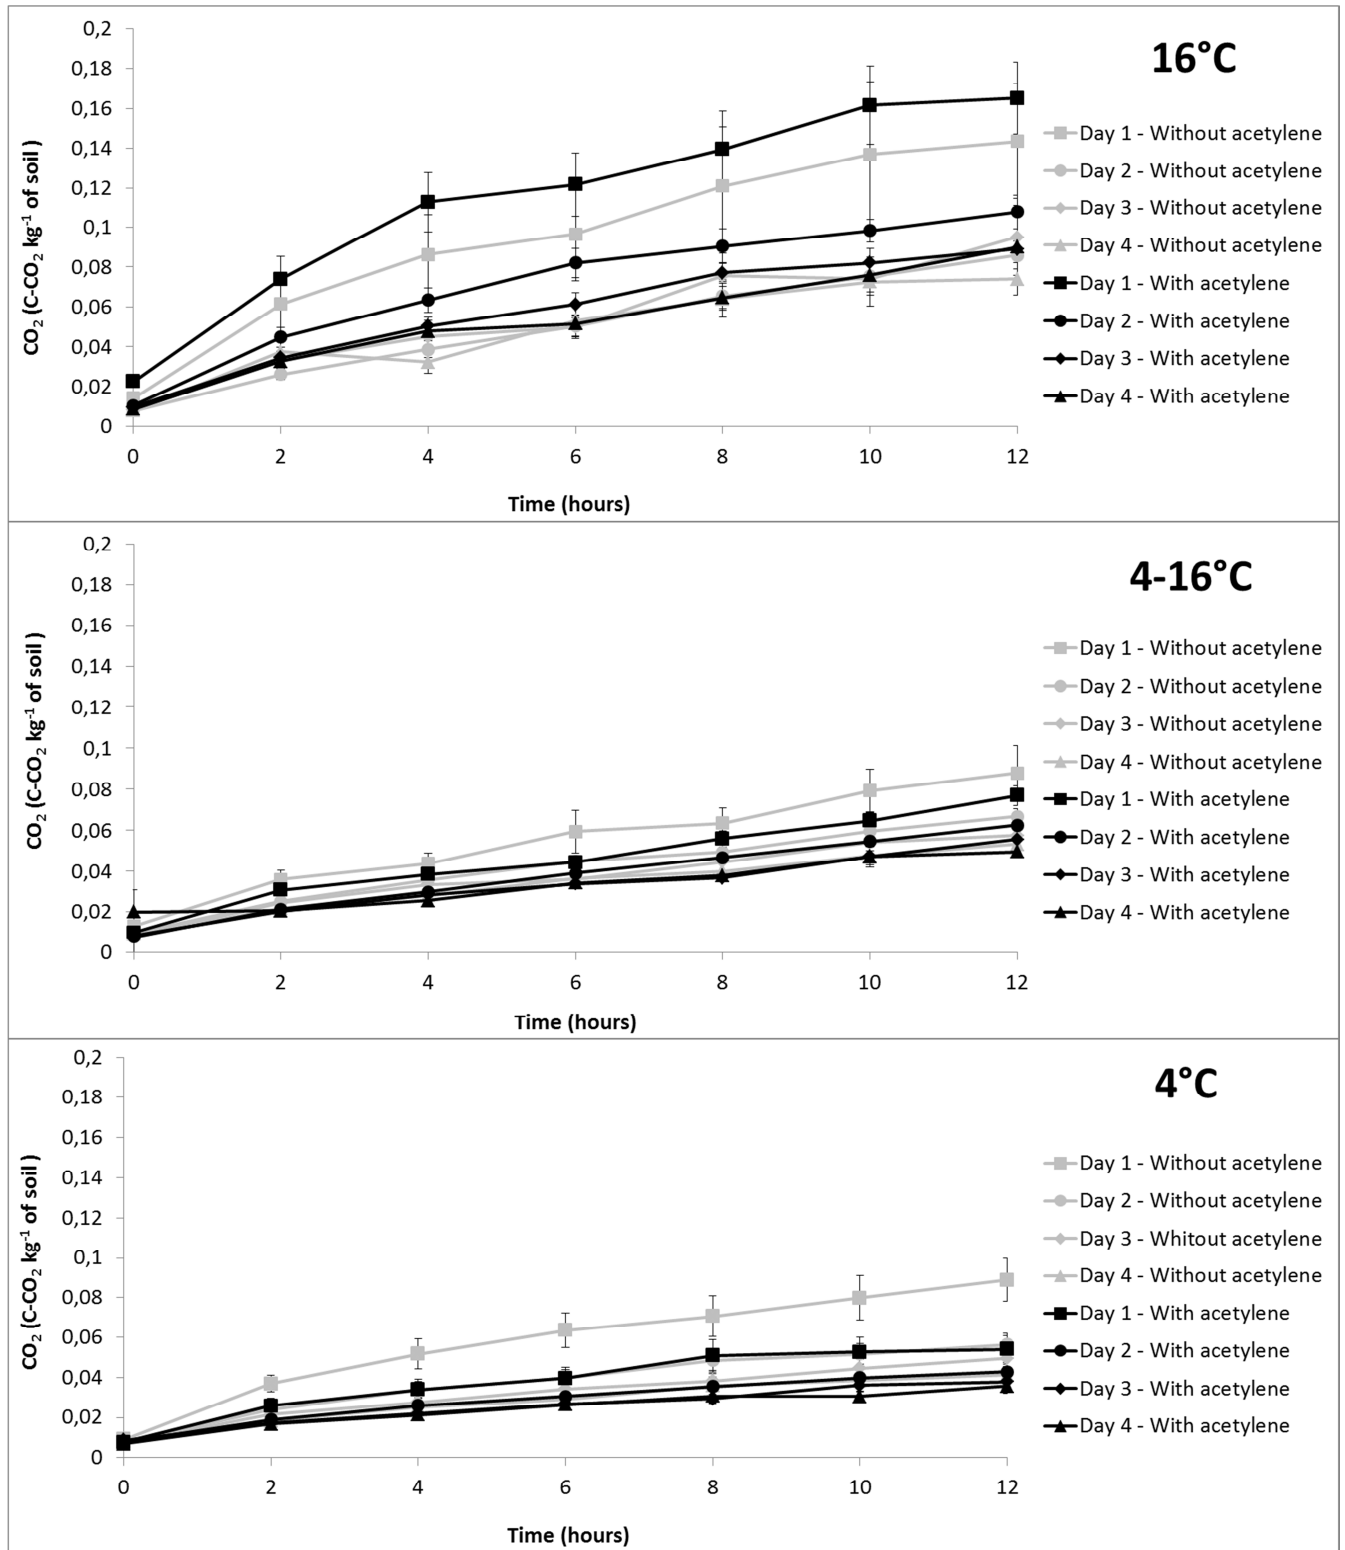 0,2
0,18
0,16
0,14
0,12
0,1
0,08
0,06
0,04
0,02
0
CO₂ (C-CO₂ kg⁻¹ of soil)
0 2 4 6 8 10 12
Time (hours)
16°C
Day 1 - Without acetylene
Day 2 - Without acetylene
Day 3 - Without acetylene
Day 4 - Without acetylene
Day 1 - With acetylene
Day 2 - With acetylene
Day 3 - With acetylene
Day 4 - With acetylene
0,2
0,18
0,16
0,14
0,12
0,1
0,08
0,06
0,04
0,02
0
CO₂ (C-CO₂ kg⁻¹ of soil )
0 2 4 6 8 10 12
Time (hours)
4-16°C
Day 1 - Without acetylene
Day 2 - Without acetylene
Day 3 - Without acetylene
Day 4 - Without acetylene
Day 1 - With acetylene
Day 2 - With acetylene
Day 3 - With acetylene
Day 4 - With acetylene
0,2
0,18
0,16
0,14
0,12
0,1
0,08
0,06
0,04
0,02
0
CO₂ (C-CO₂ kg⁻¹ of soil )
0 2 4 6 8 10 12
Time (hours)
4°C
Day 1 - Without acetylene
Day 2 - Without acetylene
Day 3 - Whitout acetylene
Day 4 - Without acetylene
Day 1 - With acetylene
Day 2 - With acetylene
Day 3 - With acetylene
Day 4 - With acetylene